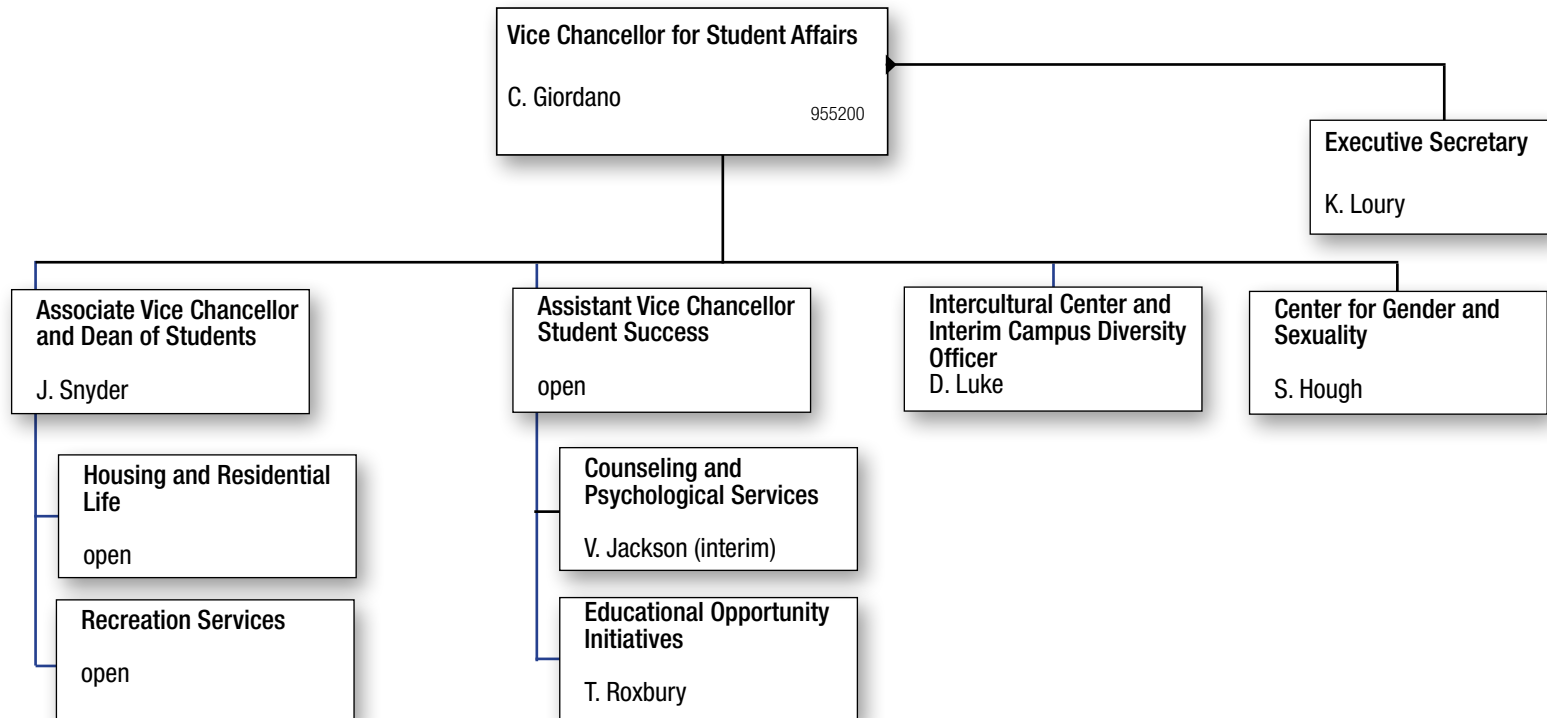 Vice Chancellor for Student Affairs
C. Giordano
955200
Executive Secretary
K. Loury
Associate Vice Chancellor
and Dean of Students
J. Snyder
Housing and Residential
Life
open
Recreation Services
open
Assistant Vice Chancellor
Student Success
open
Counseling and
Psychological Services
V. Jackson (interim)
Educational Opportunity
Initiatives
T. Roxbury
Intercultural Center and
Interim Campus Diversity
Officer
D. Luke
Center for Gender and
Sexuality
S. Hough